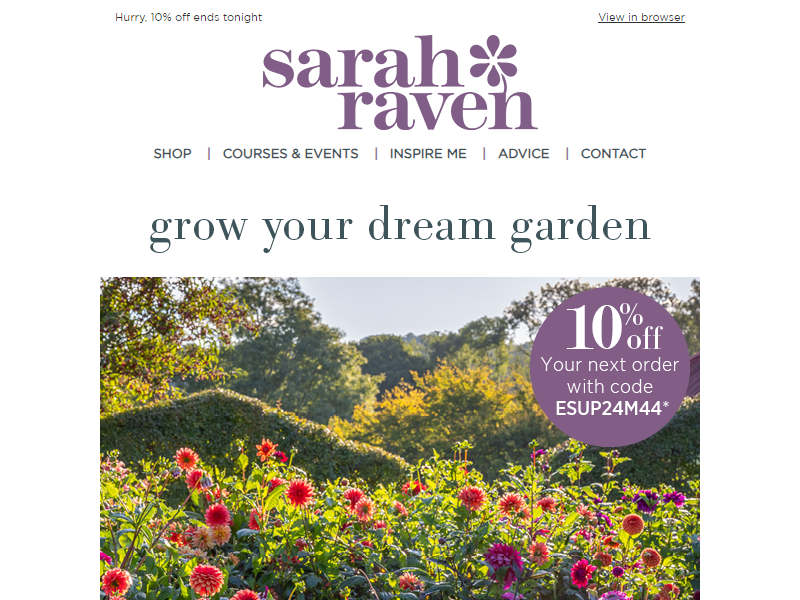 Hurry, 10% off ends tonight
View in browser
sarah
raven
SHOP | COURSES & EVENTS | INSPIRE ME | ADVICE | CONTACT
grow your dream garden
10% off
Your next order
with code
ESUP24M44*